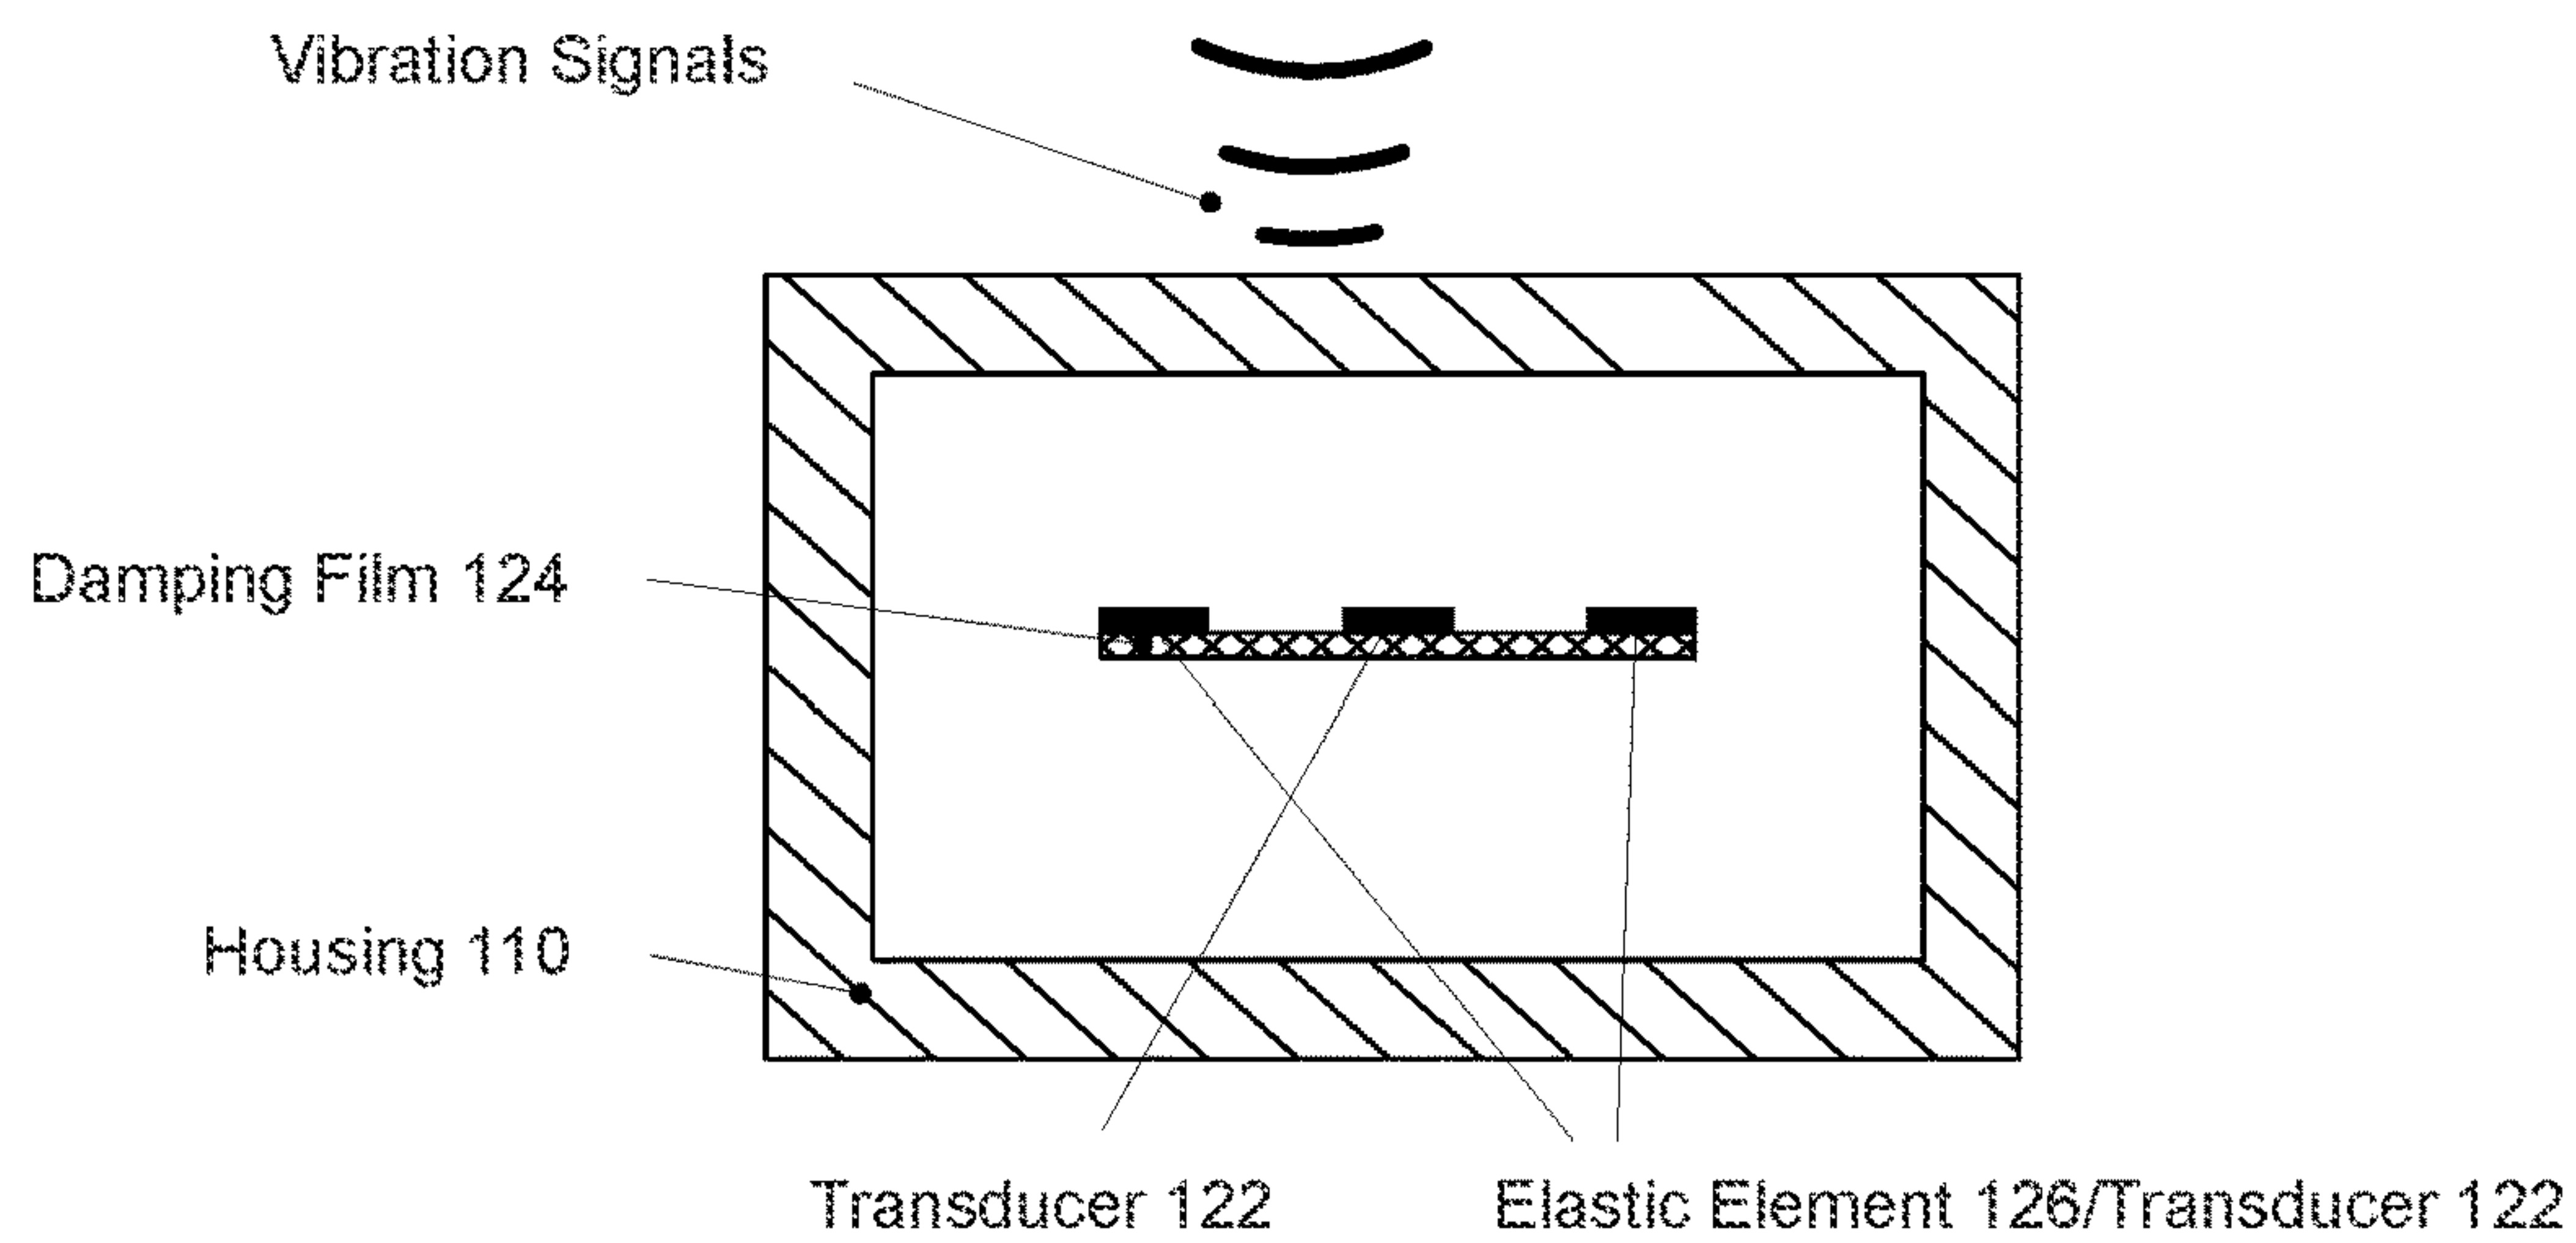 Vibration Signals
Damping Film 124
Housing 110
Transducer 122
Elastic Element 126/Transducer 122